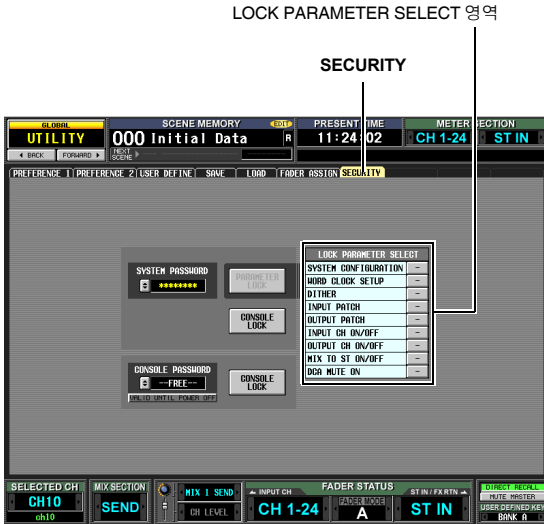 LOCK PARAMETER SELECT 영역
SECURITY
GLOBAL
UTILITY
BACK
FORWARD
SCENE MEMORY
EDIT
000 Initial Data
R
NEXT SCENE
PRESENT TIME
11:24:02
METER SECTION
CH 1-24
ST IN
PREFERENCE 1
PREFERENCE 2
USER DEFINE
SAVE
LOAD
FADER ASSIGN
SECURITY
SYSTEM PASSWORD
********
PARAMETER LOCK
CONSOLE LOCK
CONSOLE PASSWORD
--FREE--
VALID UNTIL POWER OFF
CONSOLE LOCK
LOCK PARAMETER SELECT
SYSTEM CONFIGURATION –
WORD CLOCK SETUP –
DITHER –
INPUT PATCH –
OUTPUT PATCH –
INPUT CH ON/OFF –
OUTPUT CH ON/OFF –
MIX TO ST ON/OFF –
DCA MUTE ON –
SELECTED CH
CH10
ch10
MIX SECTION
SEND
MIX 1 SEND
CH LEVEL
INPUT CH
FADER STATUS
ST IN / FX RTN
CH 1-24
FADER MODE
A
ST IN
DIRECT RECALL
MUTE MASTER
USER DEFINED KEY
BANK A